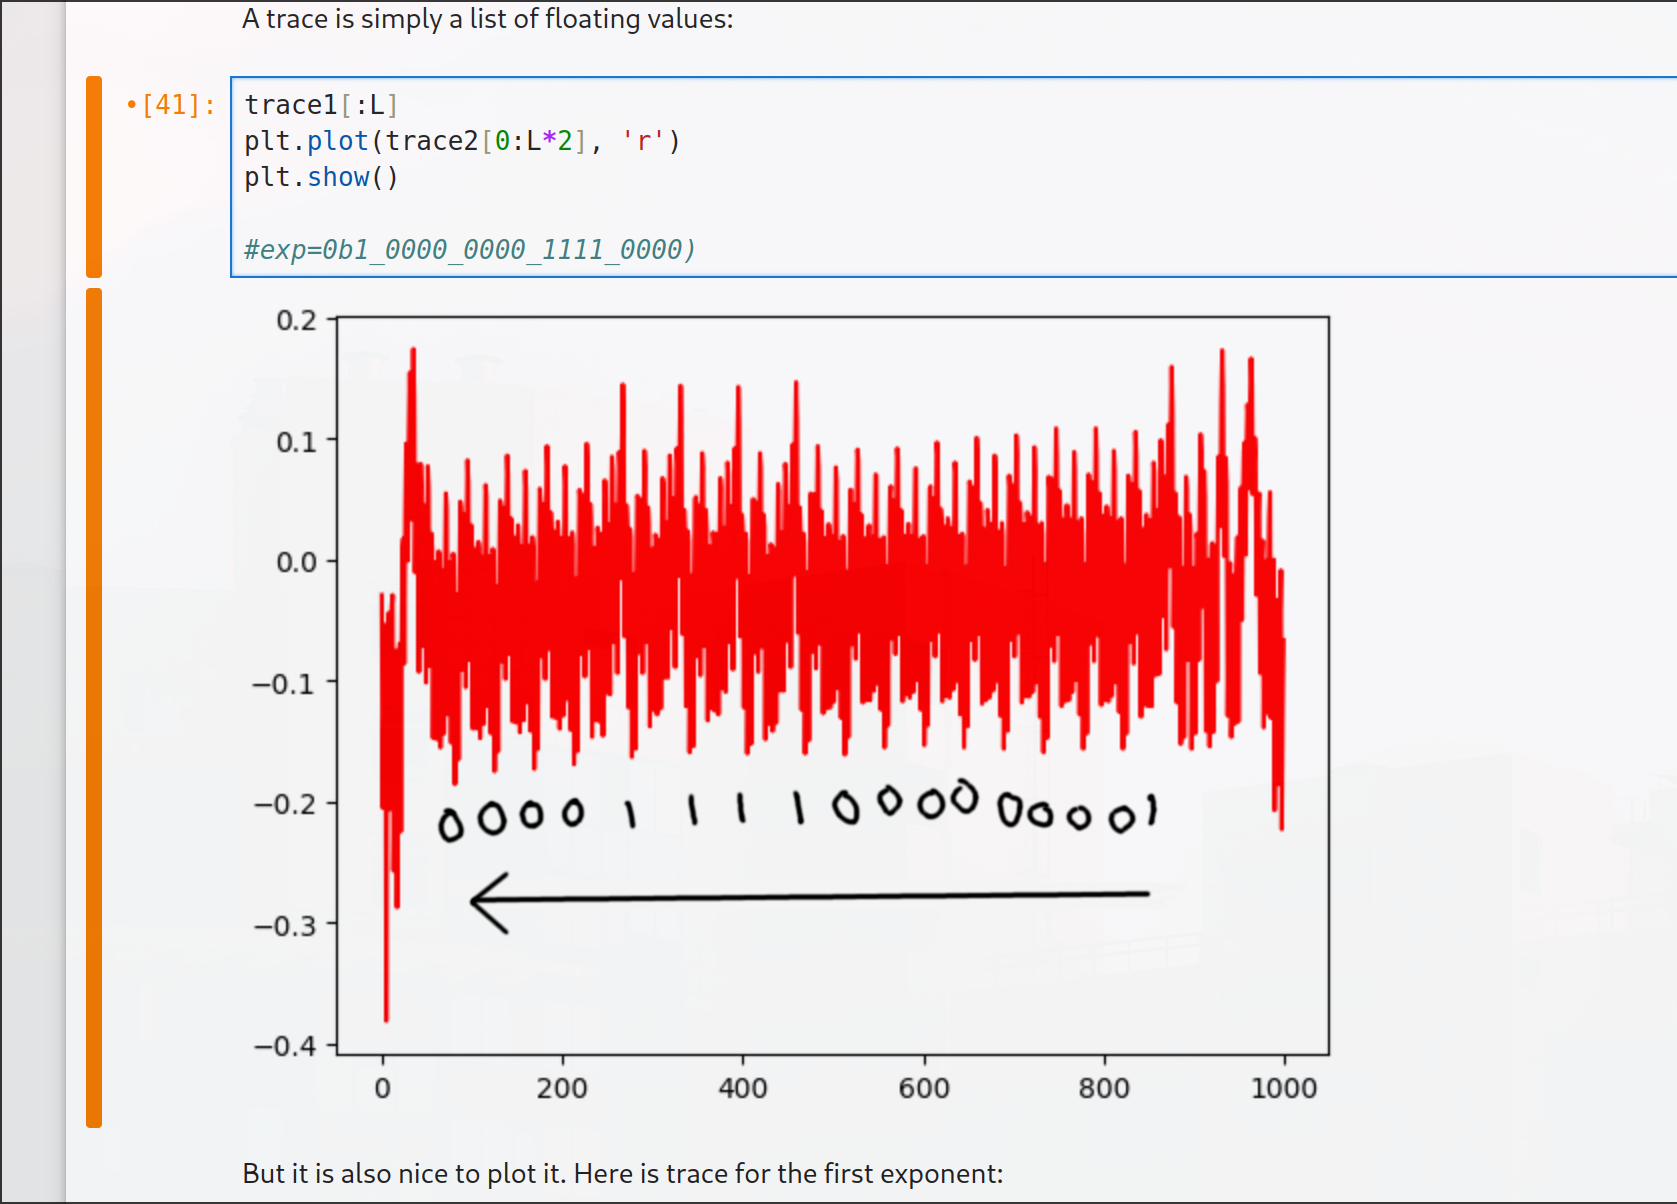 A trace is simply a list of floating values:
•[41]:
trace1[:L]
plt.plot(trace2[0:L*2], 'r')
plt.show()
#exp=0b1_0000_0000_1111_0000)
0.2
0.1
0.0
−0.1
−0.2
0 0 0 0 1 1 1 1 0 0 0 0 0 0 0 0 1
−0.3
−0.4
0 200 400 600 800 1000
But it is also nice to plot it. Here is trace for the first exponent: